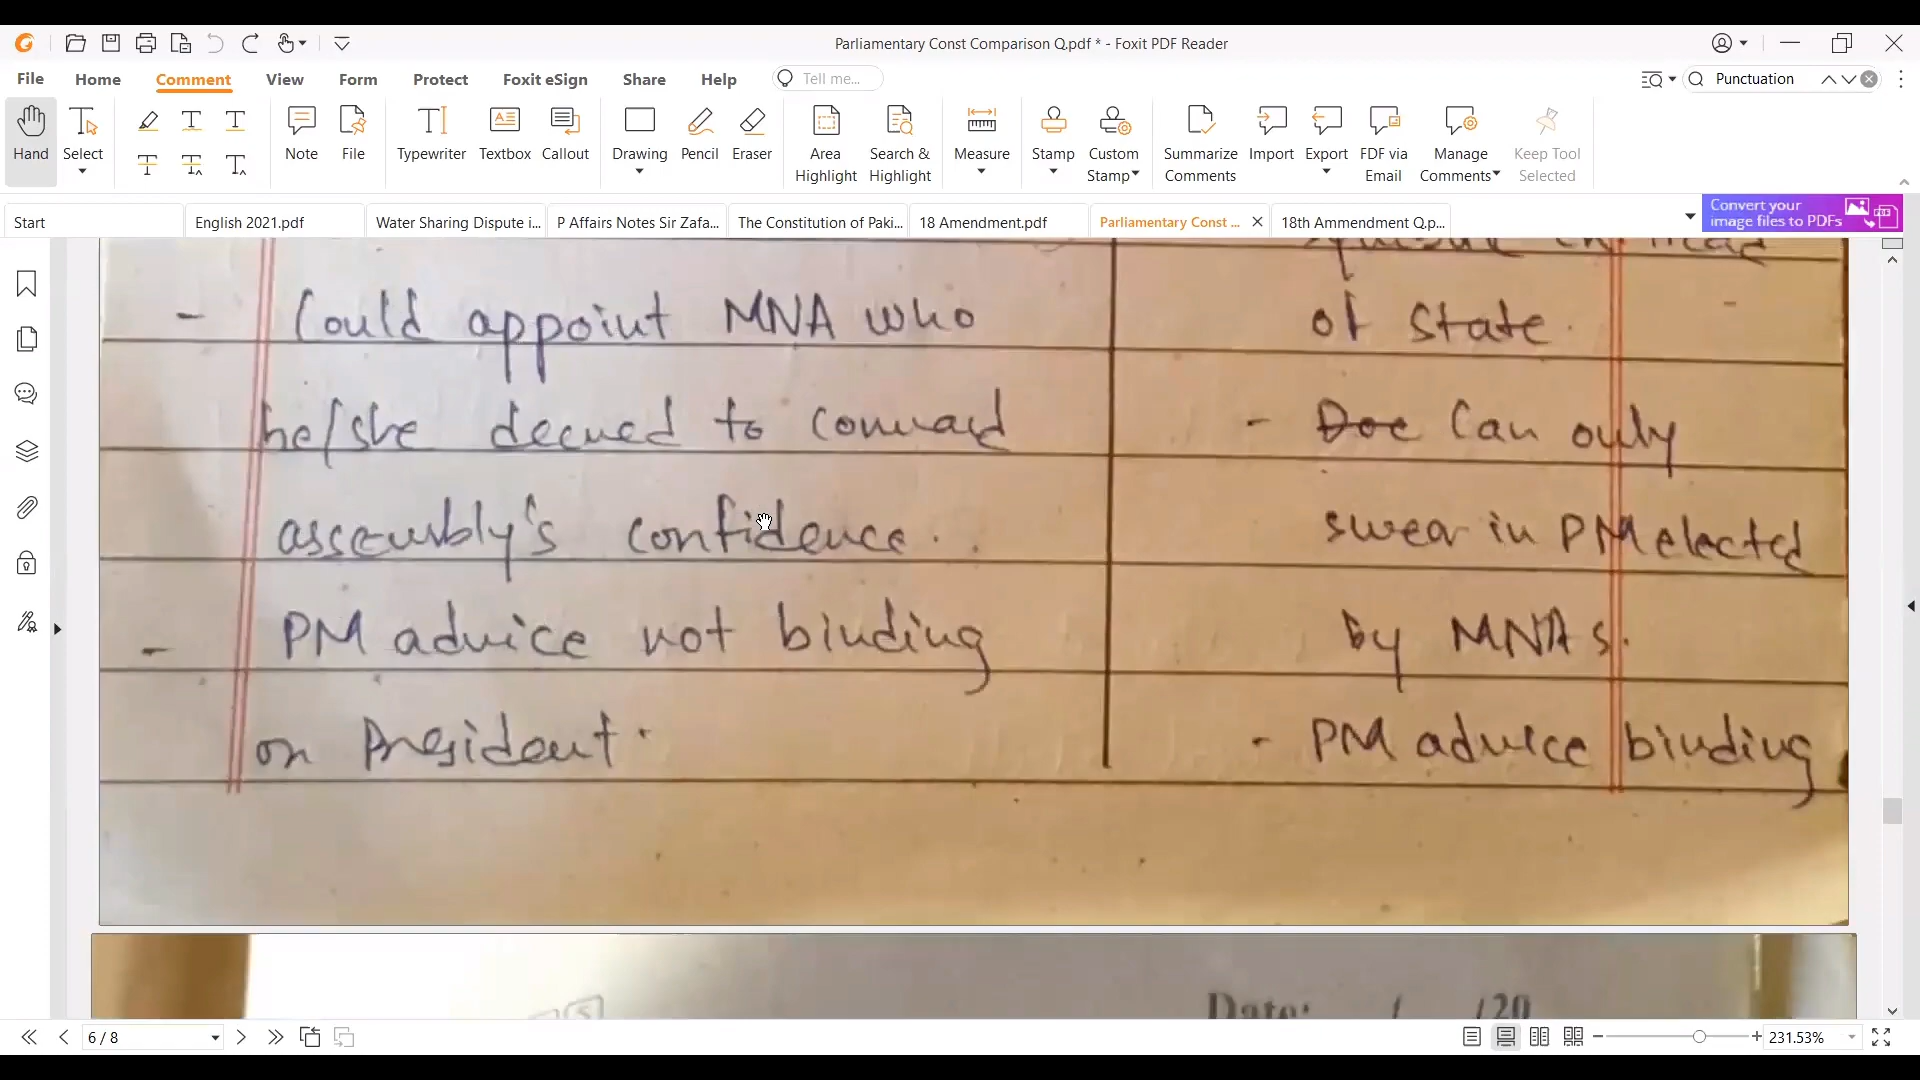 Parliamentary Const Comparison Q.pdf * - Foxit PDF Reader
File Home Comment View Form Protect Foxit eSign Share Help Tell me... Punctuation
Hand Select Note File Typewriter Textbox Callout Drawing Pencil Eraser Area Highlight Search & Highlight Measure Stamp Custom Stamp Summarize Comments Import Export FDF via Email Manage Comments Keep Tool Selected
Start English 2021.pdf Water Sharing Dispute i... P Affairs Notes Sir Zafa... The Constitution of Paki... 18 Amendment.pdf Parliamentary Const ... 18th Ammendment Q.p...
Convert your
image files to PDFs
- Could appoint MNA who
he/she deemed to command
assembly's confidence.
- PM advice not binding
on President.
of State.
- Can only
swear in PM elected
by MNAs.
- PM advice binding
Date: / /20
6 / 8 231.53%